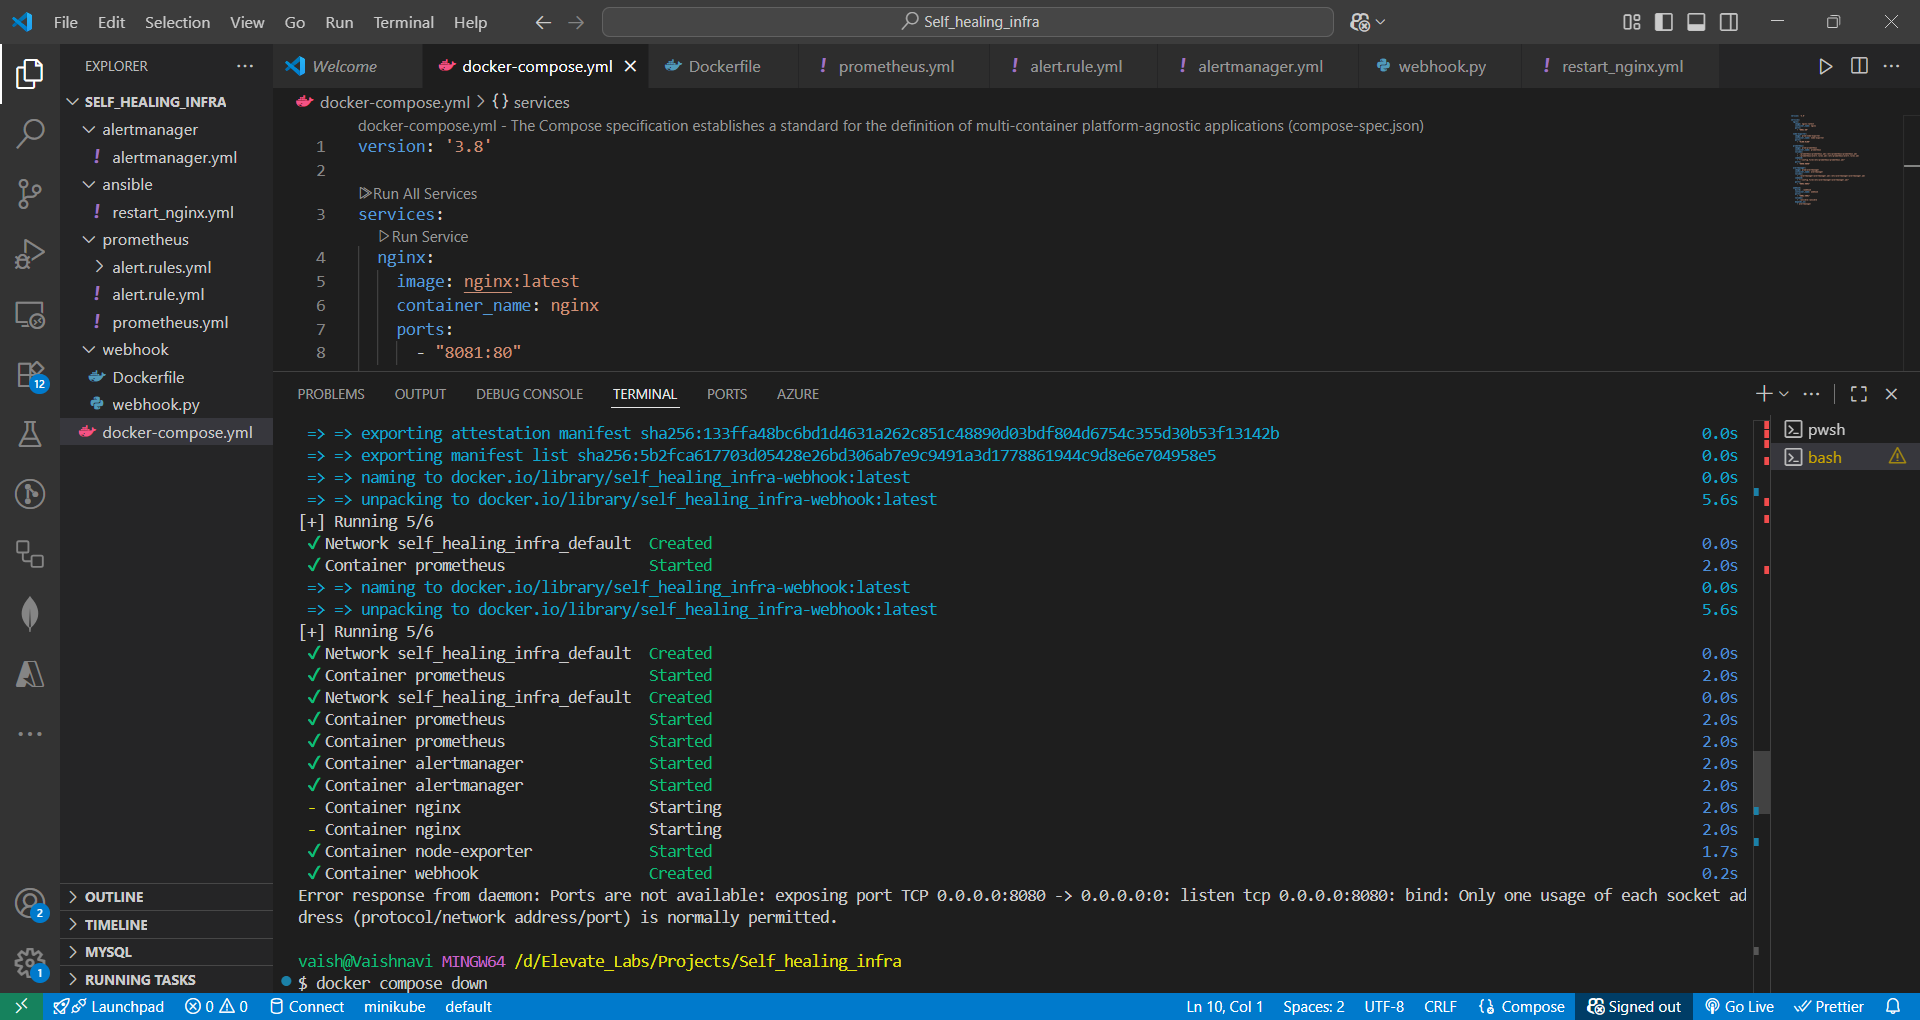 File Edit Selection View Go Run Terminal Help
Self_healing_infra
EXPLORER
Welcome
docker-compose.yml
Dockerfile
! prometheus.yml
! alert.rule.yml
! alertmanager.yml
webhook.py
! restart_nginx.yml
SELF_HEALING_INFRA
alertmanager
! alertmanager.yml
ansible
! restart_nginx.yml
prometheus
alert.rules.yml
! alert.rule.yml
! prometheus.yml
webhook
Dockerfile
webhook.py
docker-compose.yml
12
2
1
OUTLINE
TIMELINE
MYSQL
RUNNING TASKS
docker-compose.yml > {} services
docker-compose.yml - The Compose specification establishes a standard for the definition of multi-container platform-agnostic applications (compose-spec.json)
1 version: '3.8'
2
Run All Services
3 services:
Run Service
4 nginx:
5 image: nginx:latest
6 container_name: nginx
7 ports:
8 - "8081:80"
PROBLEMS OUTPUT DEBUG CONSOLE TERMINAL PORTS AZURE
=> => exporting attestation manifest sha256:133ffa48bc6bd1d4631a262c851c48890d03bdf804d6754c355d30b53f13142b 0.0s
=> => exporting manifest list sha256:5b2fca617703d05428e26bd306ab7e9c9491a3d1778861944c9d8e6e704958e5 0.0s
=> => naming to docker.io/library/self_healing_infra-webhook:latest 0.0s
=> => unpacking to docker.io/library/self_healing_infra-webhook:latest 5.6s
[+] Running 5/6
✔ Network self_healing_infra_default Created 0.0s
✔ Container prometheus Started 2.0s
=> => naming to docker.io/library/self_healing_infra-webhook:latest 0.0s
=> => unpacking to docker.io/library/self_healing_infra-webhook:latest 5.6s
[+] Running 5/6
✔ Network self_healing_infra_default Created 0.0s
✔ Container prometheus Started 2.0s
✔ Network self_healing_infra_default Created 0.0s
✔ Container prometheus Started 2.0s
✔ Container prometheus Started 2.0s
✔ Container alertmanager Started 2.0s
✔ Container alertmanager Started 2.0s
- Container nginx Starting 2.0s
- Container nginx Starting 2.0s
✔ Container node-exporter Started 1.7s
✔ Container webhook Created 0.2s
Error response from daemon: Ports are not available: exposing port TCP 0.0.0.0:8080 -> 0.0.0.0:0: listen tcp 0.0.0.0:8080: bind: Only one usage of each socket ad
dress (protocol/network address/port) is normally permitted.
vaish@Vaishnavi MINGW64 /d/Elevate_Labs/Projects/Self_healing_infra
$ docker compose down
pwsh
bash
Launchpad 0 0 Connect minikube default
Ln 10, Col 1 Spaces: 2 UTF-8 CRLF {} Compose Signed out Go Live Prettier